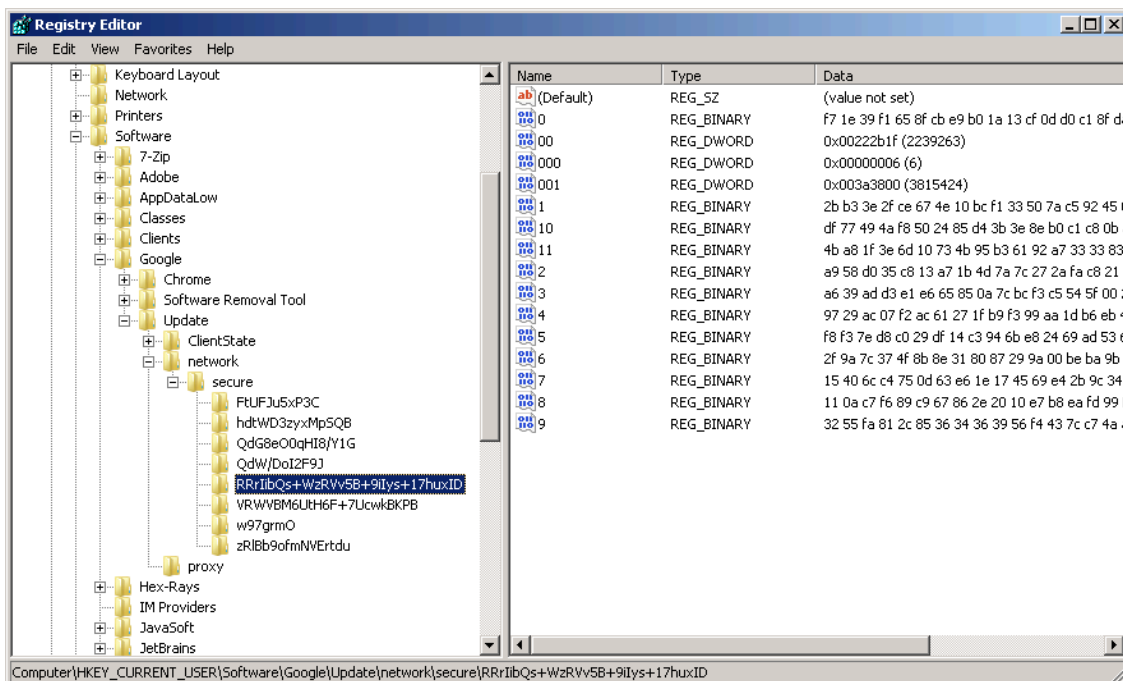 Registry Editor
File Edit View Favorites Help
Keyboard Layout
Network
Printers
Software
7-Zip
Adobe
AppDataLow
Classes
Clients
Google
Chrome
Software Removal Tool
Update
ClientState
network
secure
FtUFJu5xP3C
hdtWD3zyxMpSQB
QdG8eO0qHI8/Y1G
QdW/DoI2F9J
RRrIibQs+WzRVv5B+9iIys+17huxID
VRWVBM6UtH6F+7UcwkBKPB
w97grmO
zRlBb9ofmNVErtdu
proxy
Hex-Rays
IM Providers
JavaSoft
JetBrains
Name Type Data
(Default) REG_SZ (value not set)
0 REG_BINARY f7 1e 39 f1 65 8f cb e9 b0 1a 13 cf 0d d0 c1 8f
00 REG_DWORD 0x00222b1f (2239263)
000 REG_DWORD 0x00000006 (6)
001 REG_DWORD 0x003a3800 (3815424)
1 REG_BINARY 2b b3 3e 2f ce 67 4e 10 bc f1 33 50 7a c5 92 45
10 REG_BINARY df 77 49 4a f8 50 24 85 d4 3b 3e 8e b0 c1 c8 0b
11 REG_BINARY 4b a8 1f 3e 6d 10 73 4b 95 b3 61 92 a7 33 33 83
2 REG_BINARY a9 58 d0 35 c8 13 a7 1b 4d 7a 7c 27 2a fa c8 21
3 REG_BINARY a6 39 ad d3 e1 e6 65 85 0a 7c bc f3 c5 54 5f 00
4 REG_BINARY 97 29 ac 07 f2 ac 61 27 1f b9 f3 99 aa 1d b6 eb
5 REG_BINARY f8 f3 7e d8 c0 29 df 14 c3 94 6b e8 24 69 ad 53
6 REG_BINARY 2f 9a 7c 37 4f 8b 8e 31 80 87 29 9a 00 be ba 9b
7 REG_BINARY 15 40 6c c4 75 0d 63 e6 1e 17 45 69 e4 2b 9c 34
8 REG_BINARY 11 0a c7 f6 89 c9 67 86 2e 20 10 e7 b8 ea fd 99
9 REG_BINARY 32 55 fa 81 2c 85 36 34 36 39 56 f4 43 7c c7 4a
Computer\HKEY_CURRENT_USER\Software\Google\Update\network\secure\RRrIibQs+WzRVv5B+9iIys+17huxID